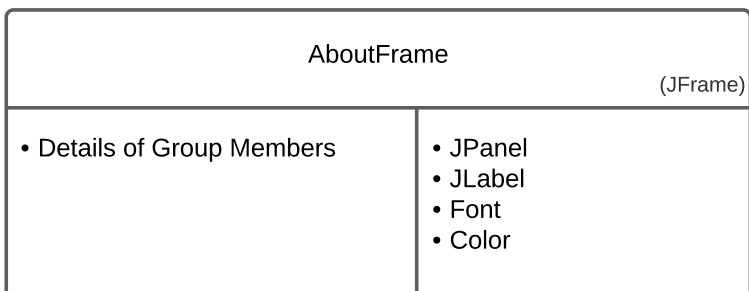 AboutFrame
(JFrame)
• Details of Group Members
• JPanel
• JLabel
• Font
• Color